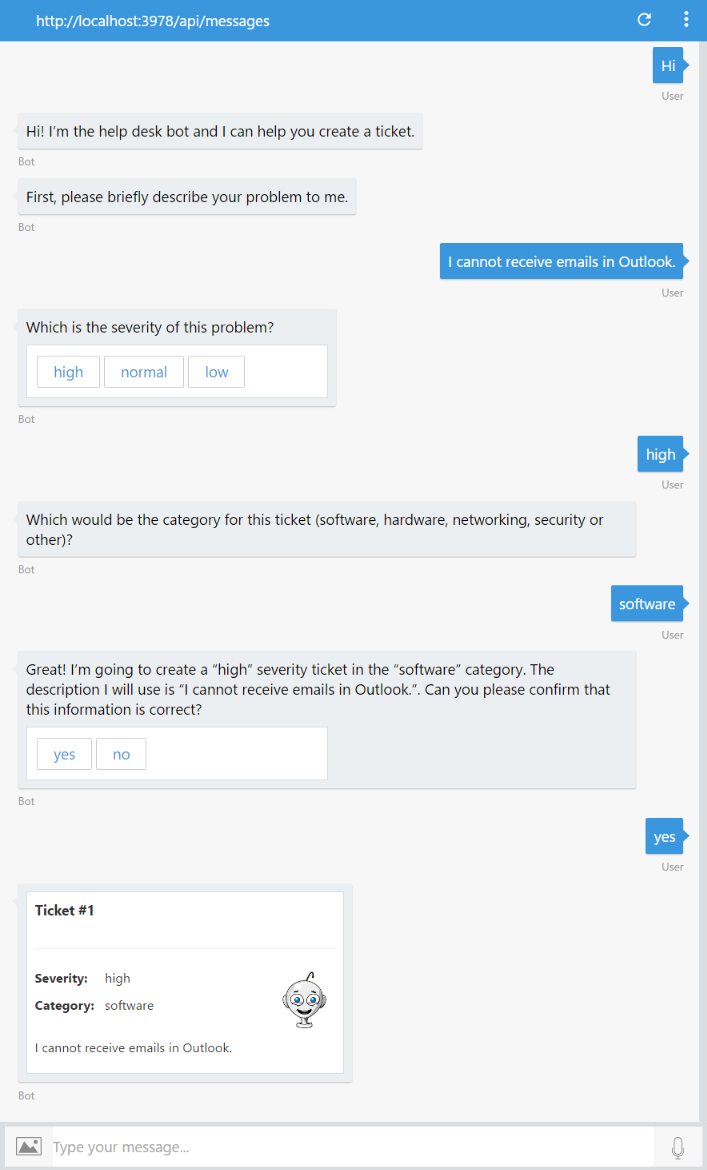 http://localhost:3978/api/messages
Hi
User
Hi! I'm the help desk bot and I can help you create a ticket.
Bot
First, please briefly describe your problem to me.
Bot
I cannot receive emails in Outlook.
User
Which is the severity of this problem?
high normal low
Bot
high
User
Which would be the category for this ticket (software, hardware, networking, security or
other)?
Bot
software
User
Great! I'm going to create a “high” severity ticket in the “software” category. The
description I will use is “I cannot receive emails in Outlook.”. Can you please confirm that
this information is correct?
yes no
Bot
yes
User
Ticket #1
Severity: high
Category: software
I cannot receive emails in Outlook.
Bot
Type your message...